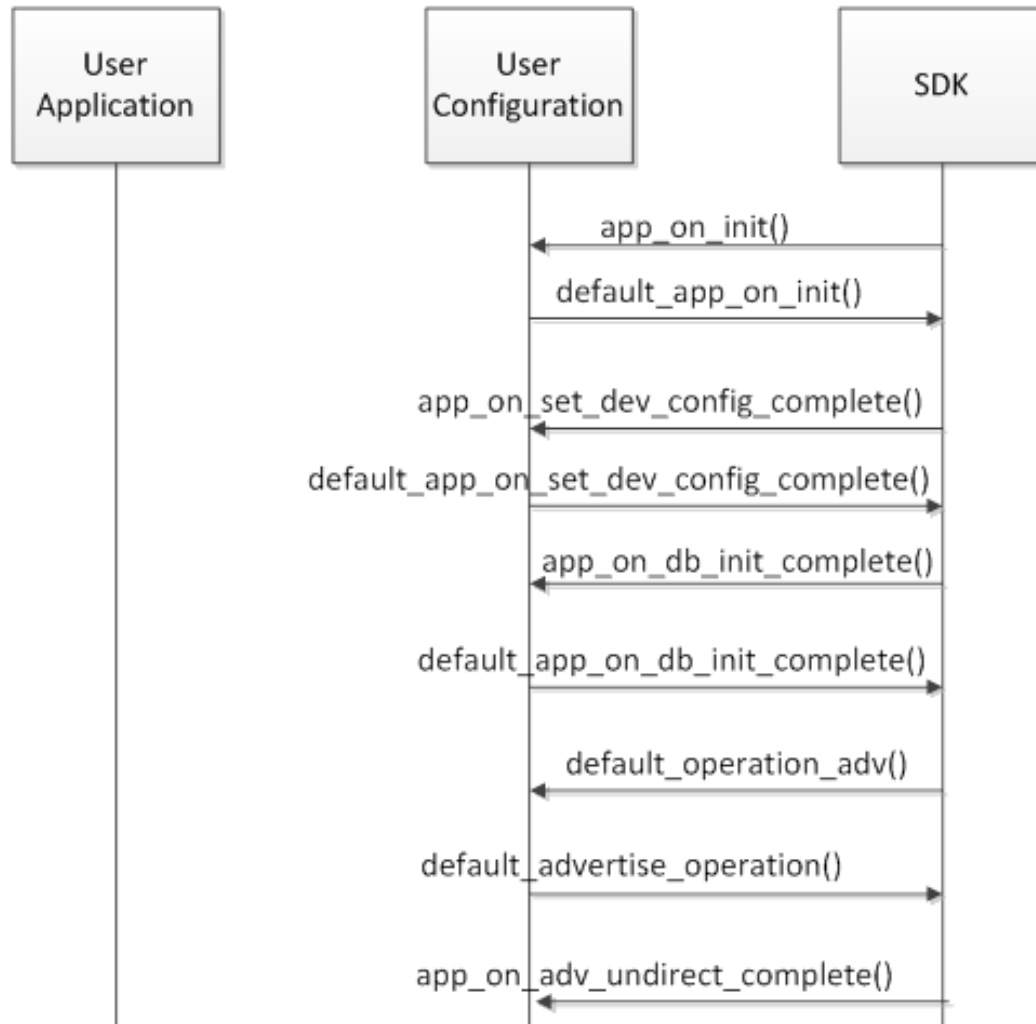 User
Application
User
Configuration
SDK
app_on_init()
default_app_on_init()
app_on_set_dev_config_complete()
default_app_on_set_dev_config_complete()
app_on_db_init_complete()
default_app_on_db_init_complete()
default_operation_adv()
default_advertise_operation()
app_on_adv_undirect_complete()